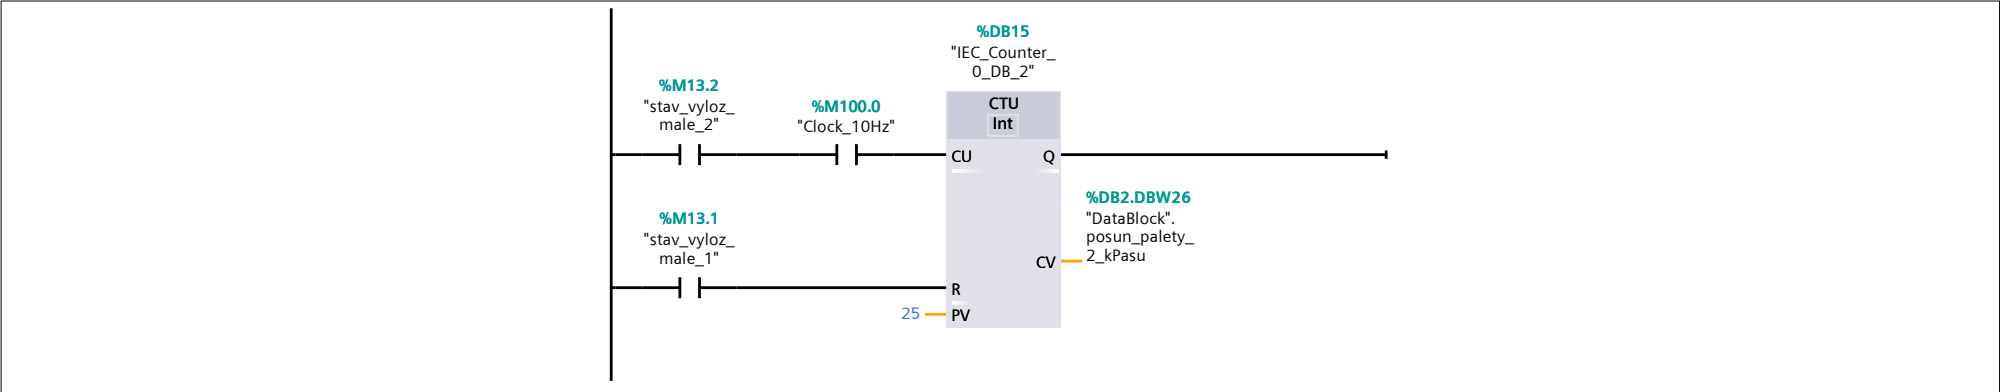 %DB15
"IEC_Counter_
0_DB_2"
%M13.2
"stav_vyloz_
male_2"
%M100.0
"Clock_10Hz"
CTU
Int
CU
Q
%M13.1
"stav_vyloz_
male_1"
%DB2.DBW26
"DataBlock".
posun_palety_
2_kPasu
CV
R
25
PV